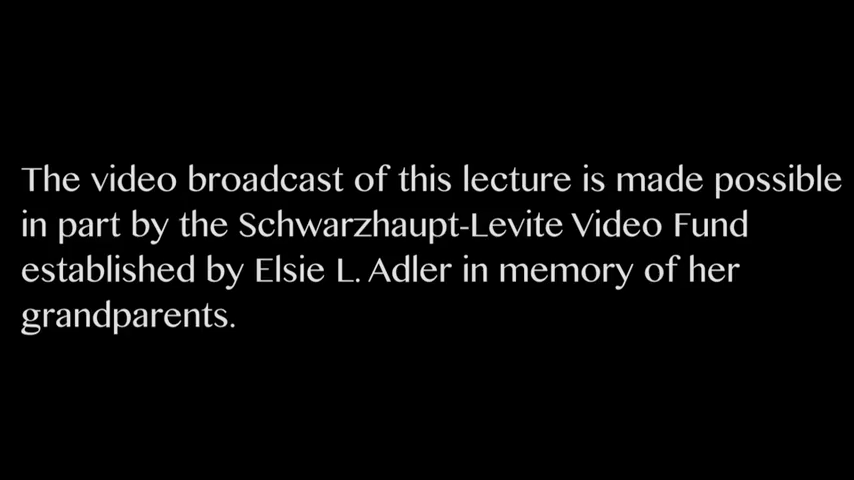 The video broadcast of this lecture is made possible
in part by the Schwarzhaupt-Levite Video Fund
established by Elsie L. Adler in memory of her
grandparents.